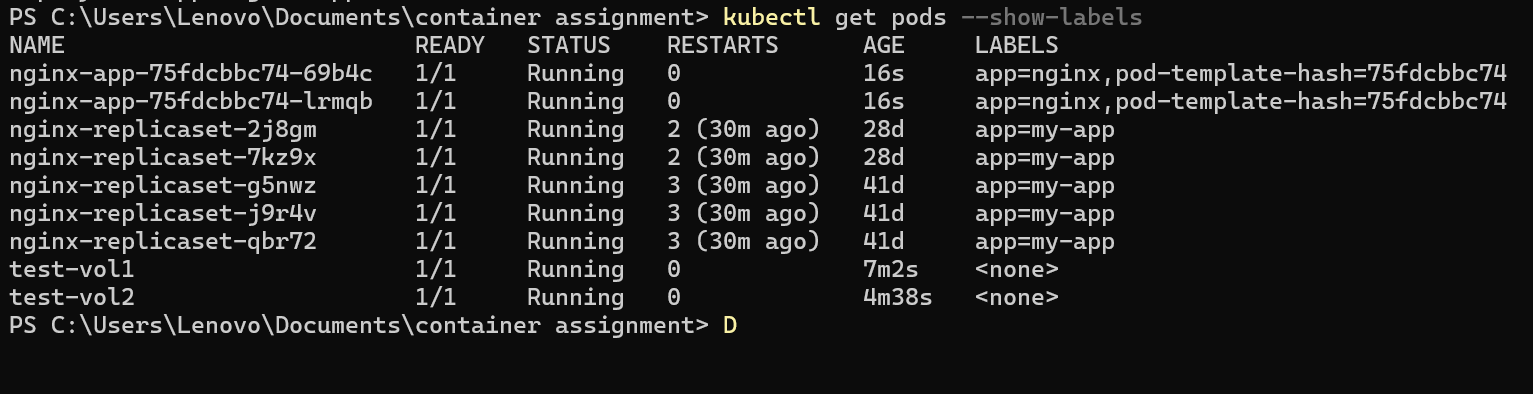 PS C:\Users\Lenovo\Documents\container assignment> kubectl get pods --show-labels
NAME                         READY   STATUS    RESTARTS      AGE     LABELS
nginx-app-75fdcbbc74-69b4c   1/1     Running   0             16s     app=nginx,pod-template-hash=75fdcbbc74
nginx-app-75fdcbbc74-lrmqb   1/1     Running   0             16s     app=nginx,pod-template-hash=75fdcbbc74
nginx-replicaset-2j8gm       1/1     Running   2 (30m ago)   28d     app=my-app
nginx-replicaset-7kz9x       1/1     Running   2 (30m ago)   28d     app=my-app
nginx-replicaset-g5nwz       1/1     Running   3 (30m ago)   41d     app=my-app
nginx-replicaset-j9r4v       1/1     Running   3 (30m ago)   41d     app=my-app
nginx-replicaset-qbr72       1/1     Running   3 (30m ago)   41d     app=my-app
test-vol1                    1/1     Running   0             7m2s    <none>
test-vol2                    1/1     Running   0             4m38s   <none>
PS C:\Users\Lenovo\Documents\container assignment> D